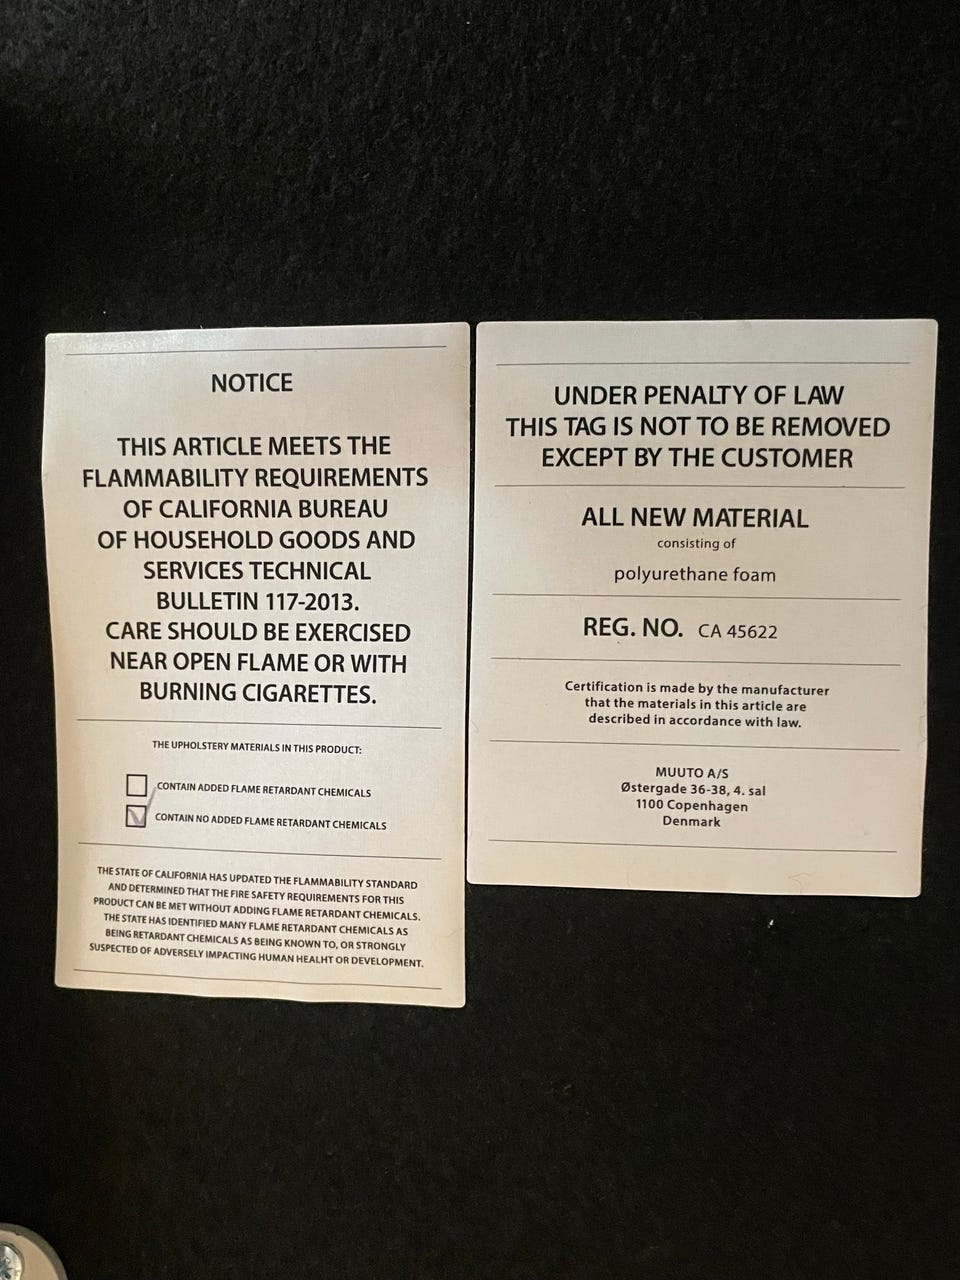 NOTICE
THIS ARTICLE MEETS THE
FLAMMABILITY REQUIREMENTS
OF CALIFORNIA BUREAU
OF HOUSEHOLD GOODS AND
SERVICES TECHNICAL
BULLETIN 117-2013.
CARE SHOULD BE EXERCISED
NEAR OPEN FLAME OR WITH
BURNING CIGARETTES.
THE UPHOLSTERY MATERIALS IN THIS PRODUCT:
CONTAIN ADDED FLAME RETARDANT CHEMICALS
CONTAIN NO ADDED FLAME RETARDANT CHEMICALS
THE STATE OF CALIFORNIA HAS UPDATED THE FLAMMABILITY STANDARD
AND DETERMINED THAT THE FIRE SAFETY REQUIREMENTS FOR THIS
PRODUCT CAN BE MET WITHOUT ADDING FLAME RETARDANT CHEMICALS.
THE STATE HAS IDENTIFIED MANY FLAME RETARDANT CHEMICALS AS
BEING RETARDANT CHEMICALS AS BEING KNOWN TO, OR STRONGLY
SUSPECTED OF ADVERSELY IMPACTING HUMAN HEALHT OR DEVELOPMENT.
UNDER PENALTY OF LAW
THIS TAG IS NOT TO BE REMOVED
EXCEPT BY THE CUSTOMER
ALL NEW MATERIAL
consisting of
polyurethane foam
REG. NO. CA 45622
Certification is made by the manufacturer
that the materials in this article are
described in accordance with law.
MUUTO A/S
Østergade 36-38, 4. sal
1100 Copenhagen
Denmark